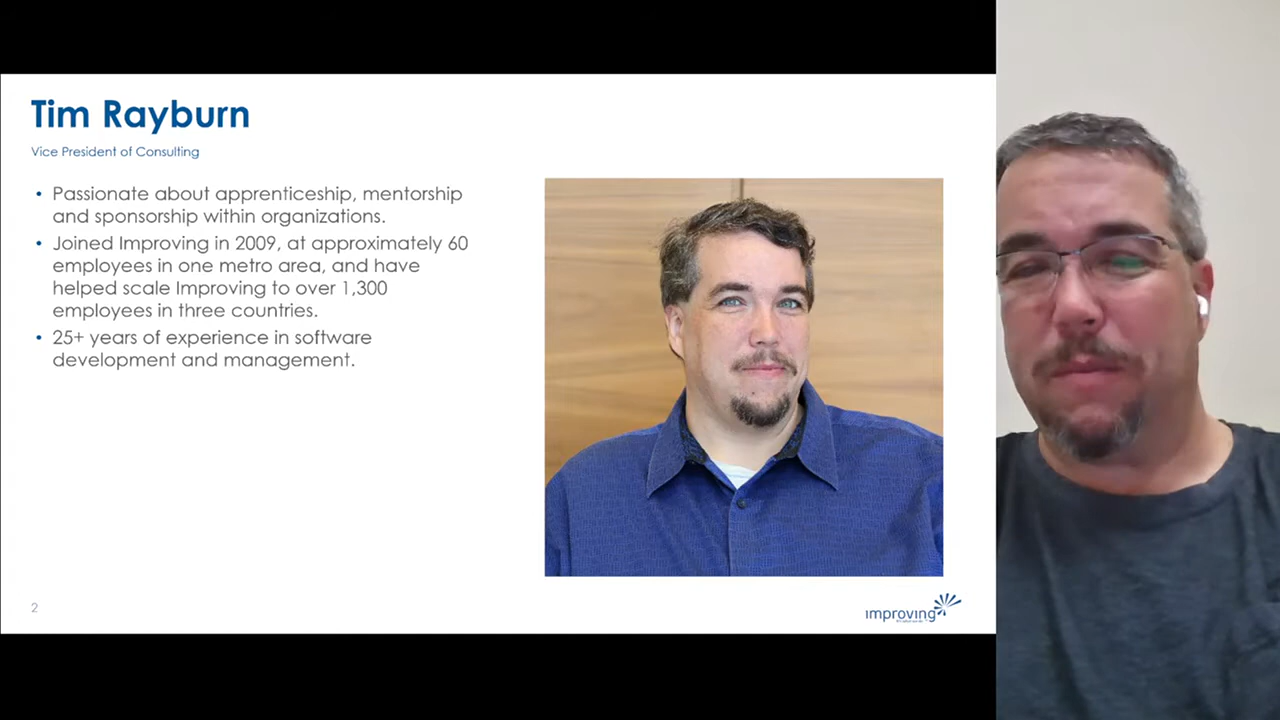 Tim Rayburn
Vice President of Consulting
• Passionate about apprenticeship, mentorship
and sponsorship within organizations.
• Joined Improving in 2009, at approximately 60
employees in one metro area, and have
helped scale Improving to over 1,300
employees in three countries.
• 25+ years of experience in software
development and management.
2
improving